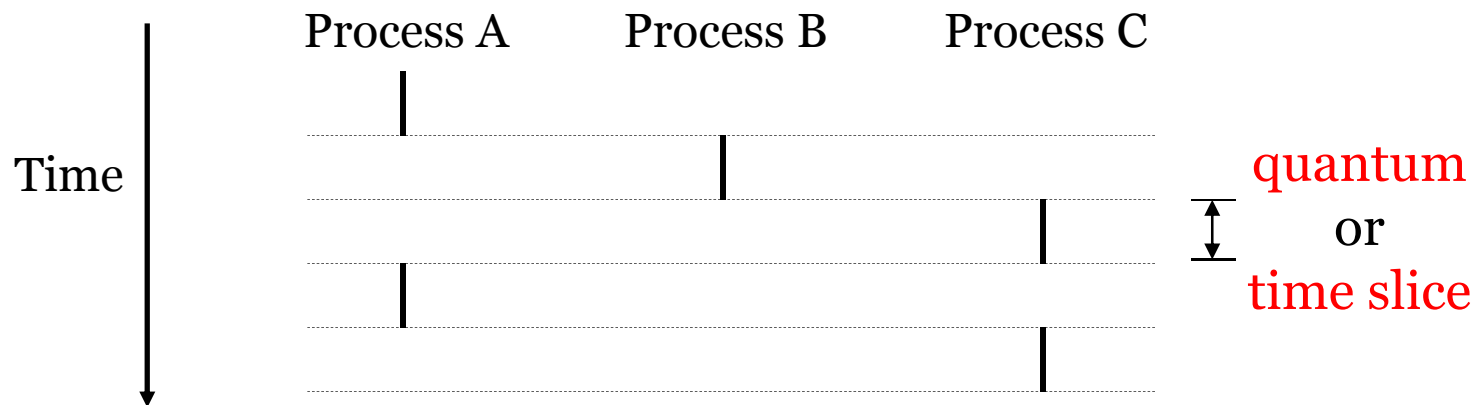 Process A
Process B
Process C
Time
quantum
or
time slice